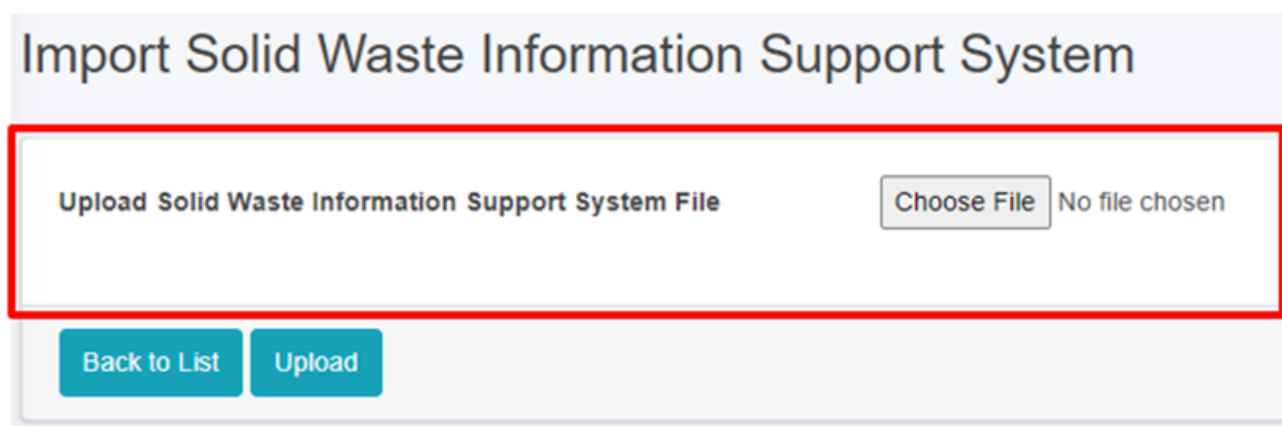 Import Solid Waste Information Support System
Upload Solid Waste Information Support System File Choose File No file chosen
Back to List Upload